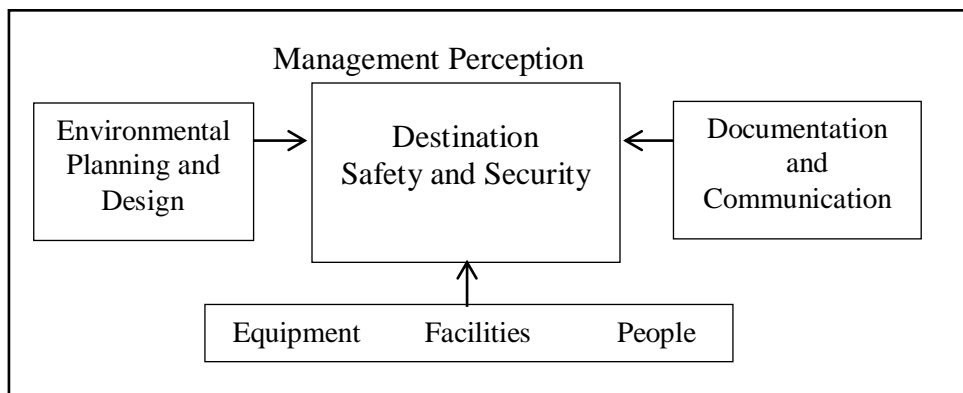 Management Perception
Environmental
Planning and
Design
Destination
Safety and Security
Documentation
and
Communication
Equipment Facilities People